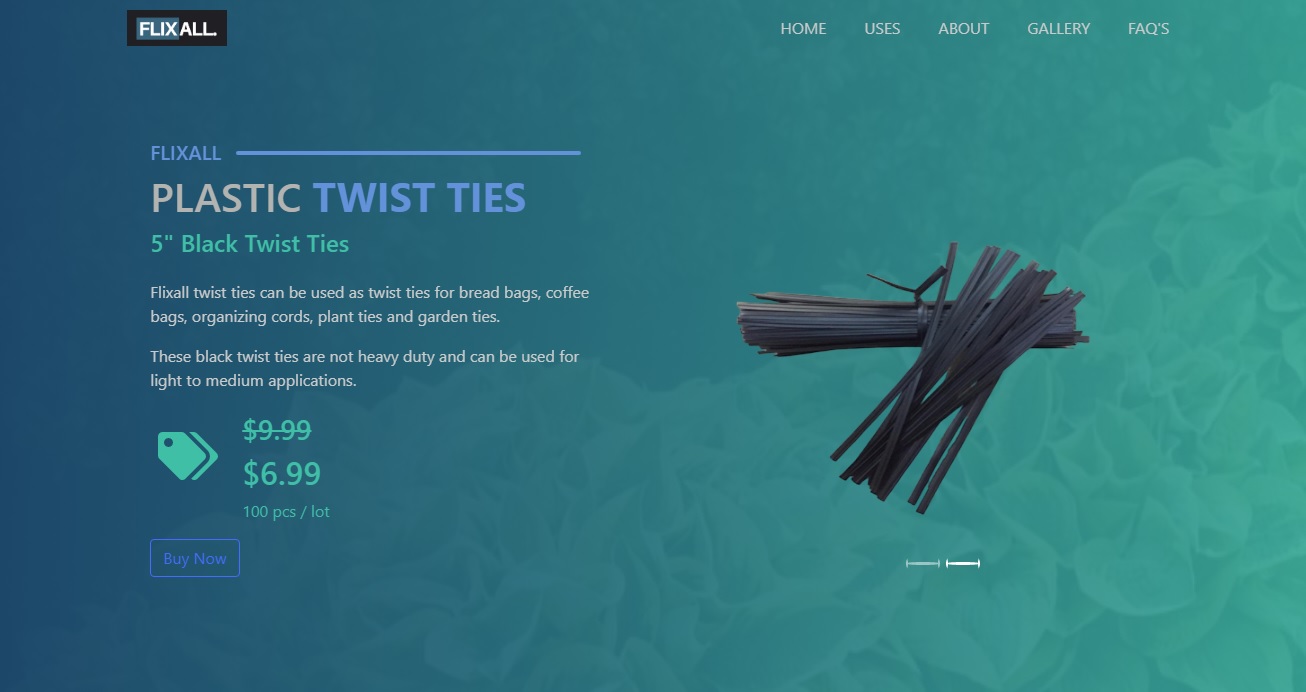 FLIXALL.
HOME USES ABOUT GALLERY FAQ'S
FLIXALL
PLASTIC TWIST TIES
5" Black Twist Ties
Flixall twist ties can be used as twist ties for bread bags, coffee
bags, organizing cords, plant ties and garden ties.
These black twist ties are not heavy duty and can be used for
light to medium applications.
$9.99
$6.99
100 pcs / lot
Buy Now